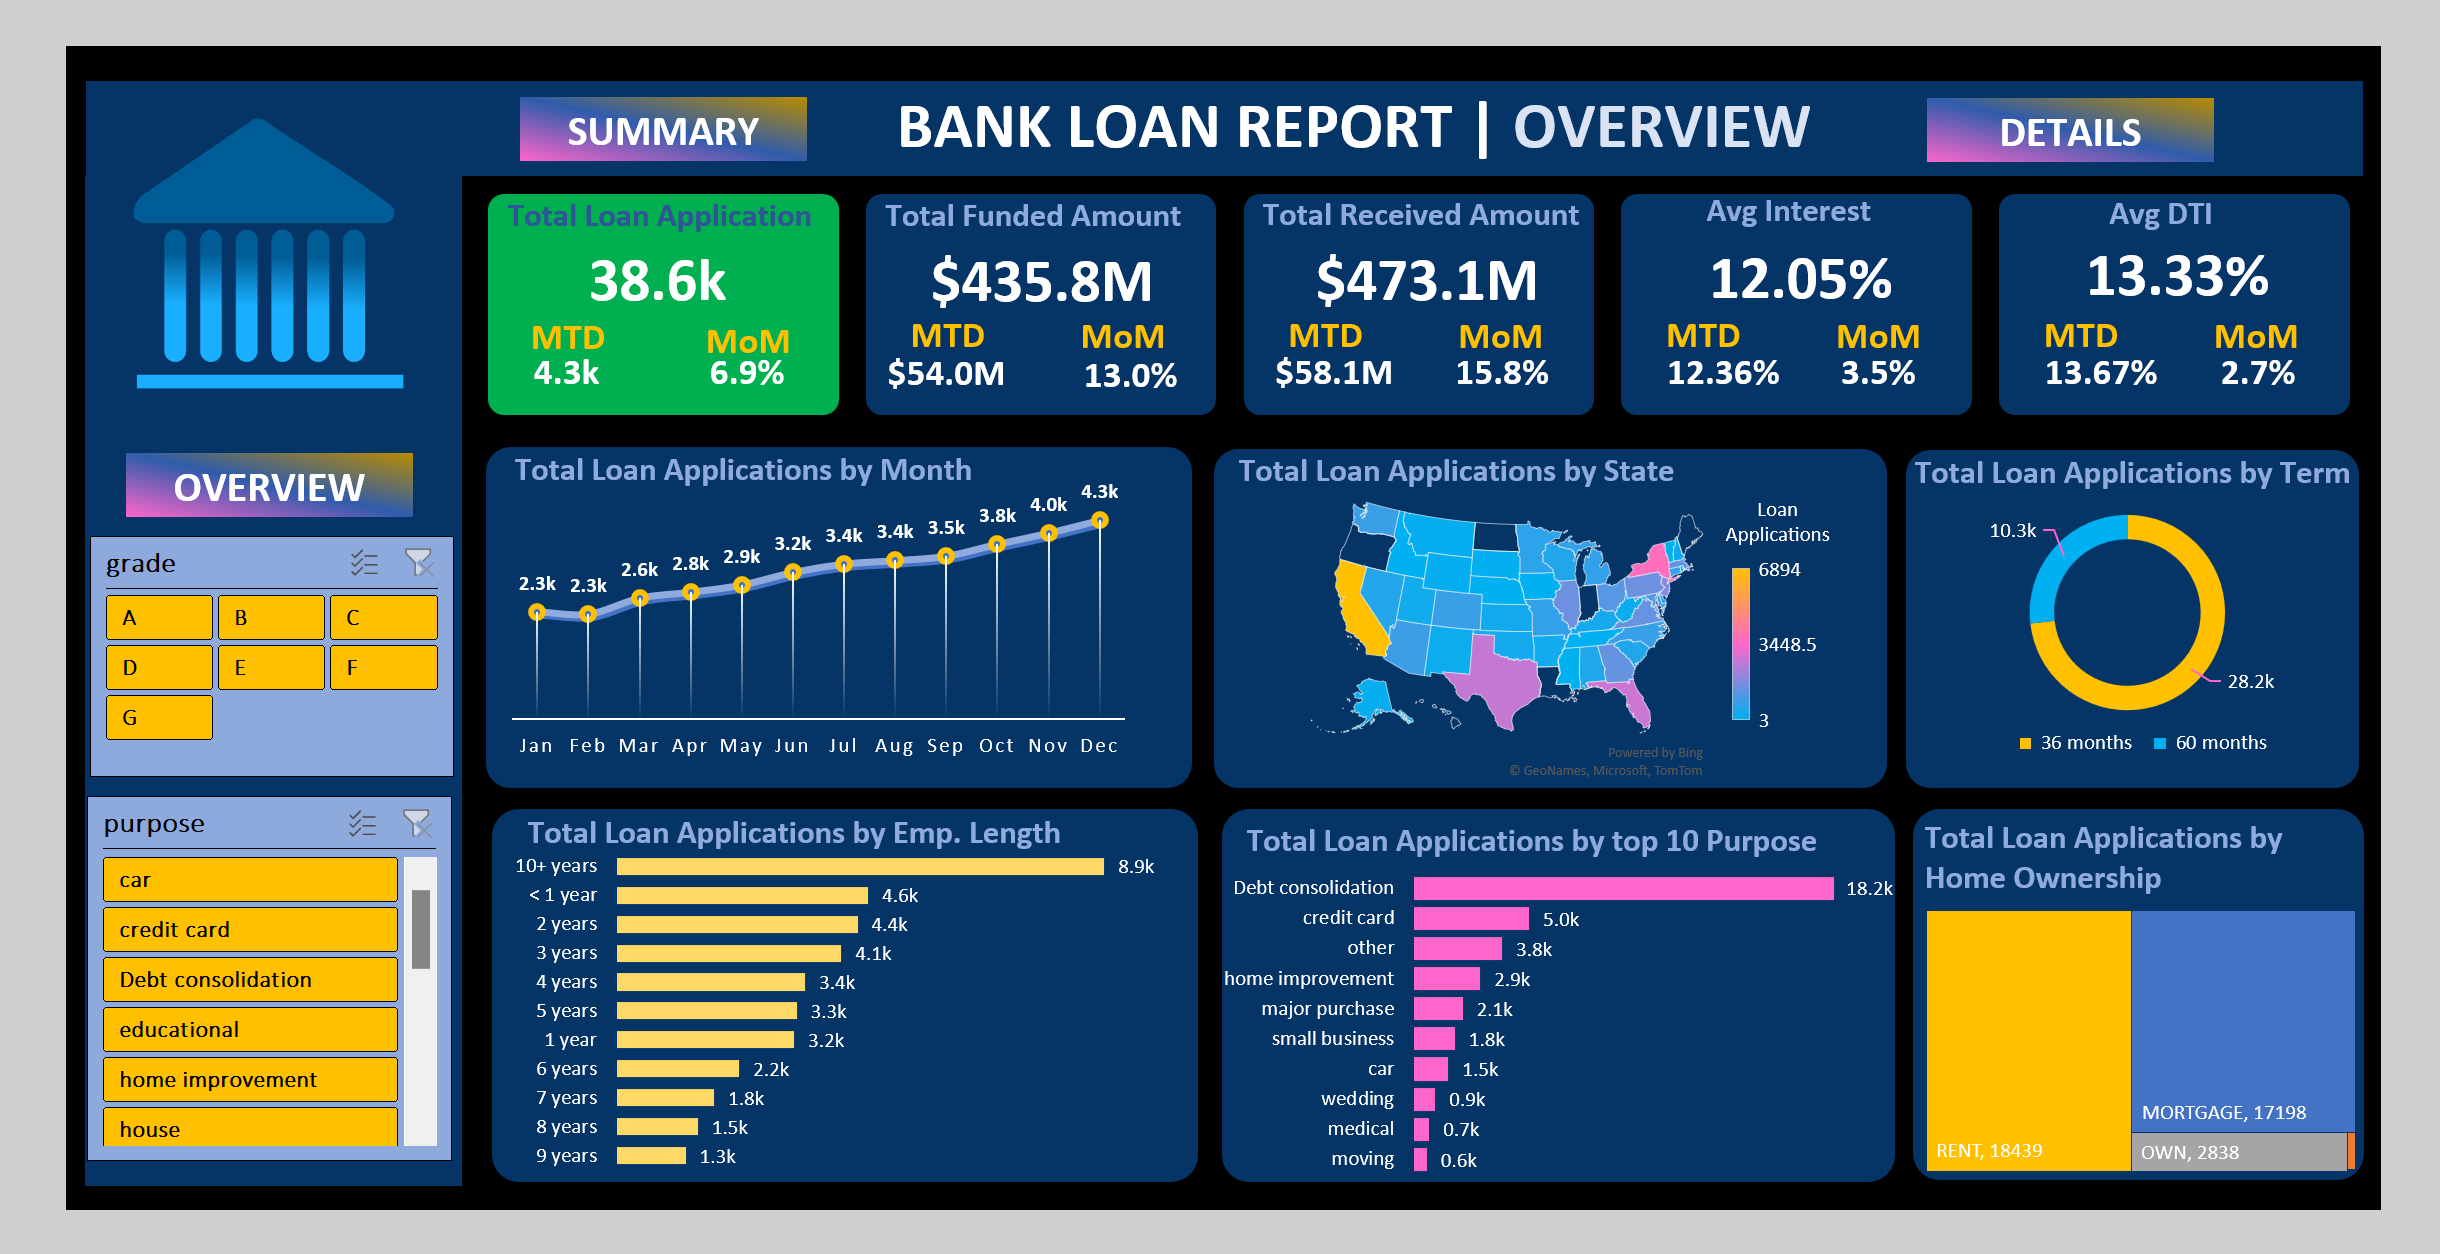 SUMMARY
BANK LOAN REPORT | OVERVIEW
DETAILS
Total Loan Application
38.6k
MTD MoM
4.3k 6.9%
Total Funded Amount
$435.8M
MTD MoM
$54.0M 13.0%
Total Received Amount
$473.1M
MTD MoM
$58.1M 15.8%
Avg Interest
12.05%
MTD MoM
12.36% 3.5%
Avg DTI
13.33%
MTD MoM
13.67% 2.7%
OVERVIEW
grade
A B C
D E F
G
purpose
car
credit card
Debt consolidation
educational
home improvement
house
Total Loan Applications by Month
2.3k 2.3k 2.6k 2.8k 2.9k 3.2k 3.4k 3.4k 3.5k 3.8k 4.0k 4.3k
Jan Feb Mar Apr May Jun Jul Aug Sep Oct Nov Dec
Total Loan Applications by State
Loan
Applications
6894
3448.5
3
Powered by Bing
© GeoNames, Microsoft, TomTom
Total Loan Applications by Term
10.3k
28.2k
36 months 60 months
Total Loan Applications by Emp. Length
10+ years 8.9k
< 1 year 4.6k
2 years 4.4k
3 years 4.1k
4 years 3.4k
5 years 3.3k
1 year 3.2k
6 years 2.2k
7 years 1.8k
8 years 1.5k
9 years 1.3k
Total Loan Applications by top 10 Purpose
Debt consolidation 18.2k
credit card 5.0k
other 3.8k
home improvement 2.9k
major purchase 2.1k
small business 1.8k
car 1.5k
wedding 0.9k
medical 0.7k
moving 0.6k
Total Loan Applications by
Home Ownership
MORTGAGE, 17198
RENT, 18439
OWN, 2838